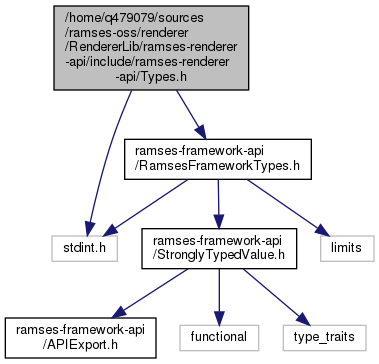 /home/q479079/sources
/ramses-oss/renderer
/RendererLib/ramses-renderer
-api/include/ramses-renderer
-api/Types.h
ramses-framework-api
/RamsesFrameworkTypes.h
stdint.h
ramses-framework-api
/StronglyTypedValue.h
limits
ramses-framework-api
/APIExport.h
functional
type_traits